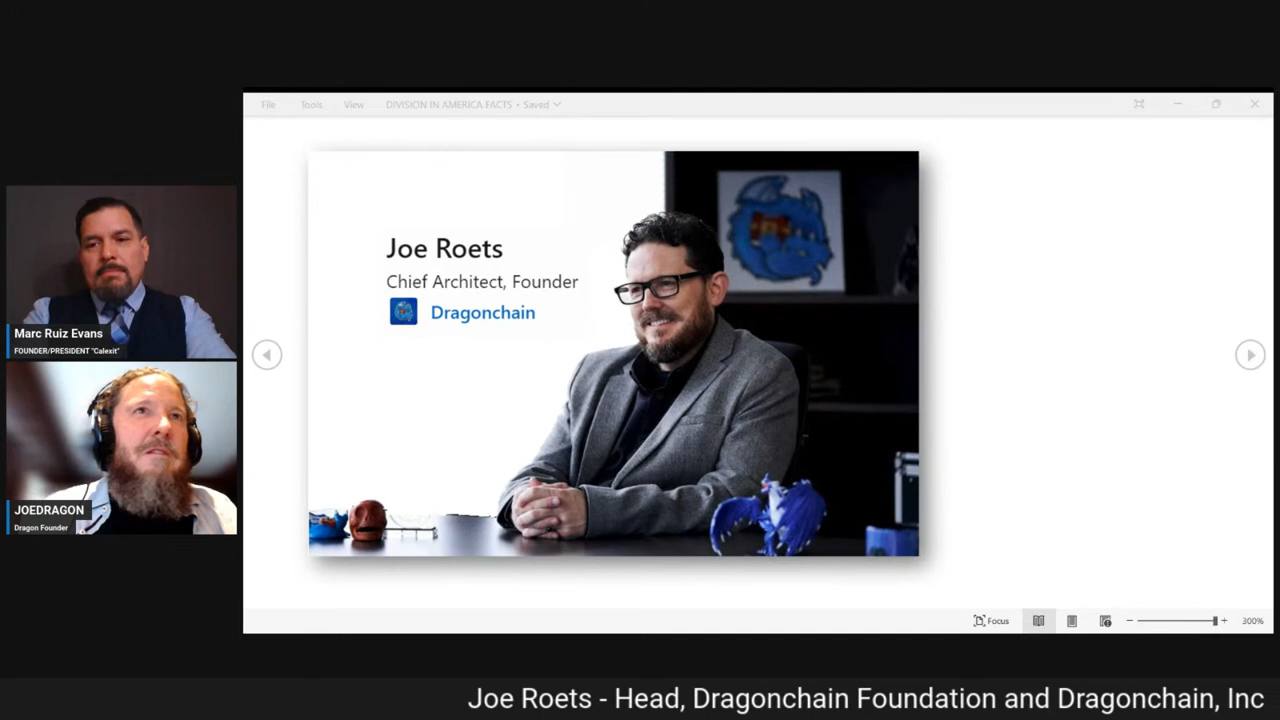 File Tools View DIVISION IN AMERICA FACTS • Saved
Joe Roets
Chief Architect, Founder
Dragonchain
Marc Ruiz Evans
FOUNDER/PRESIDENT "Calexit"
JOEDRAGON
Dragon Founder
Focus
300%
Joe Roets - Head, Dragonchain Foundation and Dragonchain, Inc